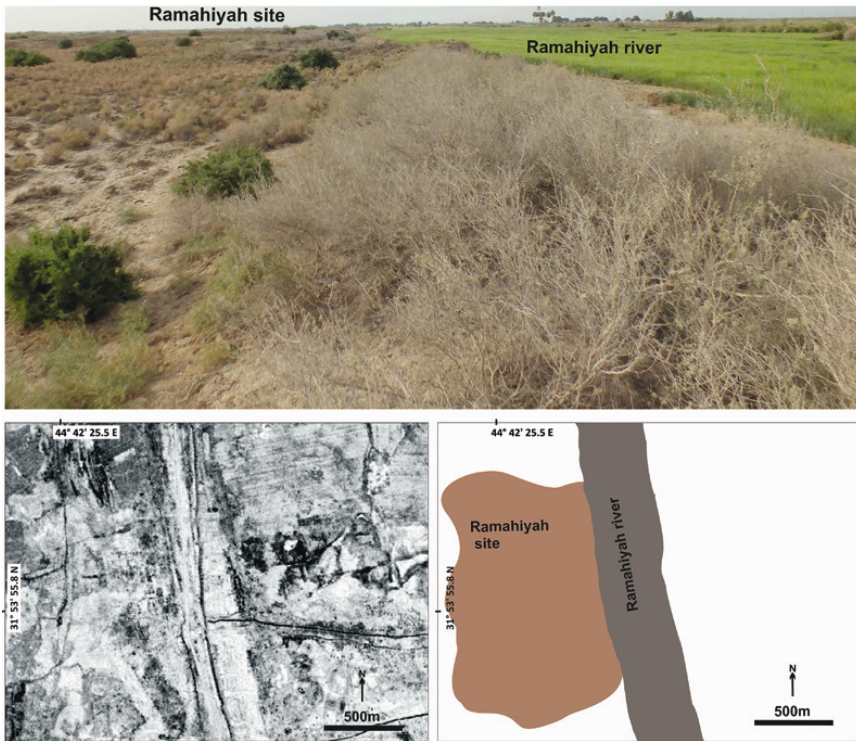 Ramahiyah site
Ramahiyah river
44° 42' 25.5 E
31° 53' 55.8 N
N
500m
44° 42' 25.5 E
31° 53' 55.8 N
Ramahiyah
site
Ramahiyah river
N
500m